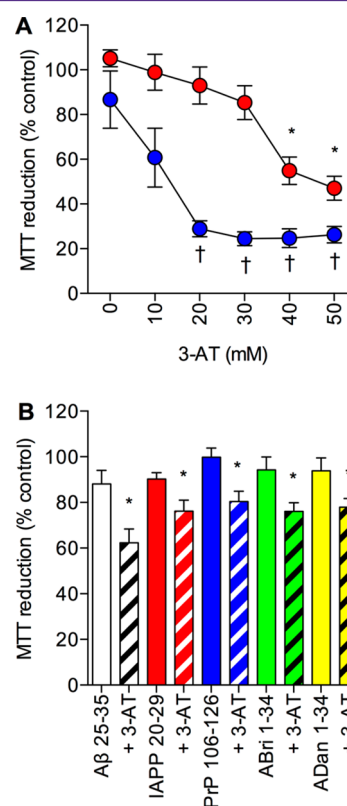 A
120
100
80
60
40
20
0
MTT reduction (% control)
*
*
†
†
†
†
0
10
20
30
40
50
3-AT (mM)
B
120
100
80
60
40
20
0
MTT reduction (% control)
*
*
*
*
Aβ 25-35
+ 3-AT
IAPP 20-29
+ 3-AT
PrP 106-126
+ 3-AT
ABri 1-34
+ 3-AT
ADan 1-34
+ 3-AT